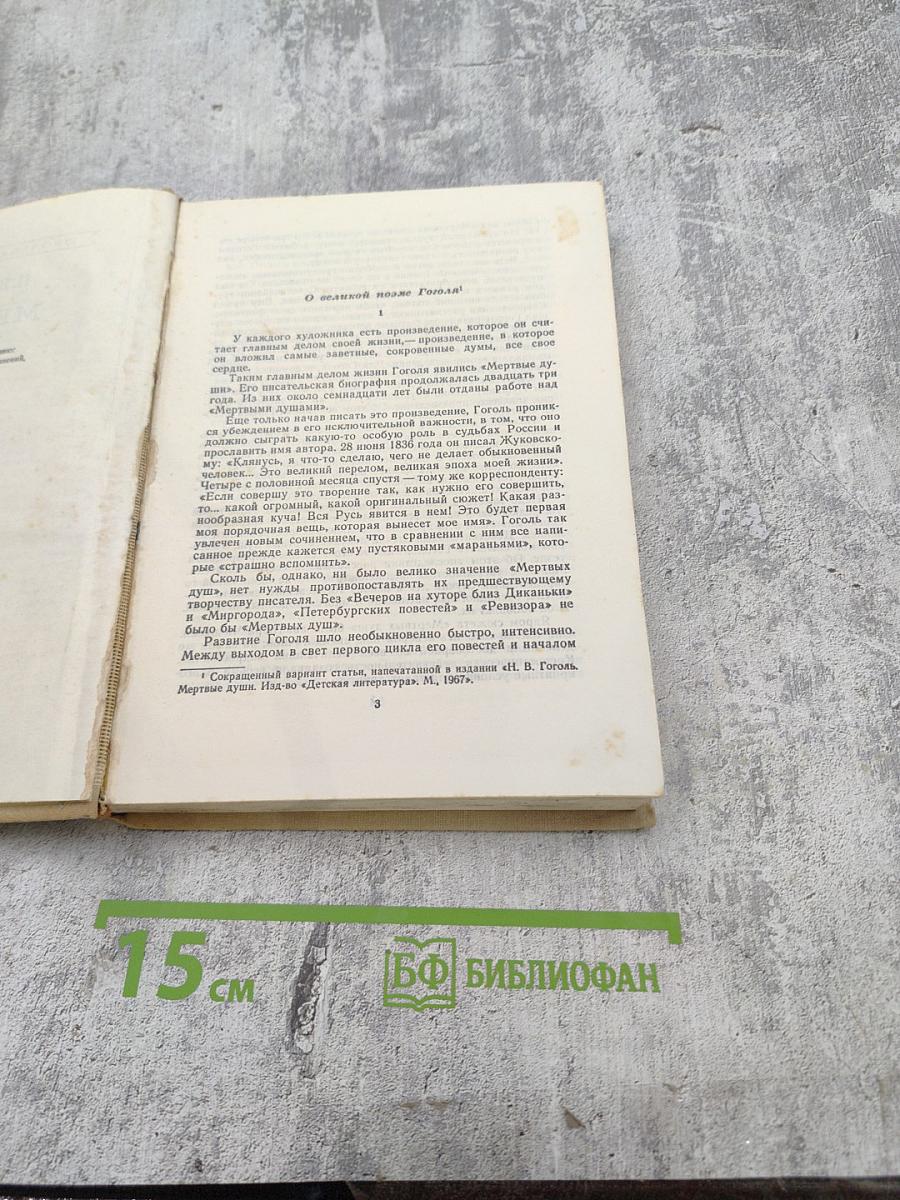 О великой поэме Гоголя¹
1
У каждого художника есть произведение, которое он счи-
тает главным делом своей жизни,— произведение, в которое
он вложил самые заветные, сокровенные думы, все свое
сердце.
Таким главным делом жизни Гоголя явились «Мертвые ду-
ши». Его писательская биография продолжалась двадцать три
года. Из них около семнадцати лет были отданы работе над
«Мертвыми душами».
Еще только начав писать это произведение, Гоголь проник-
ся убеждением в его исключительной важности, в том, что оно
должно сыграть какую-то особую роль в судьбах России и
прославить имя автора. 28 июня 1836 года он писал Жуковско-
му: «Клянусь, я что-то сделаю, чего не делает обыкновенный
человек... Это великий перелом, великая эпоха моей жизни».
Четыре с половиной месяца спустя — тому же корреспонденту:
«Если совершу это творение так, как нужно его совершить,
то... какой огромный, какой оригинальный сюжет! Какая раз-
нообразная куча! Вся Русь явится в нем! Это будет первая
моя порядочная вещь, которая вынесет мое имя». Гоголь так
увлечен новым сочинением, что в сравнении с ним все напи-
санное прежде кажется ему пустяковыми «мараньями», кото-
рые «страшно вспомнить».
Сколь бы, однако, ни было велико значение «Мертвых
душ», нет нужды противопоставлять их предшествующему
творчеству писателя. Без «Вечеров на хуторе близ Диканьки»
и «Миргорода», «Петербургских повестей» и «Ревизора» не
было бы «Мертвых душ».
Развитие Гоголя шло необыкновенно быстро, интенсивно.
Между выходом в свет первого цикла его повестей и началом
¹ Сокращенный вариант статьи, напечатанной в издании «Н. В. Гоголь.
Мертвые души. Изд-во «Детская литература». М., 1967».
3
15 см
БФ БИБЛИОФАН